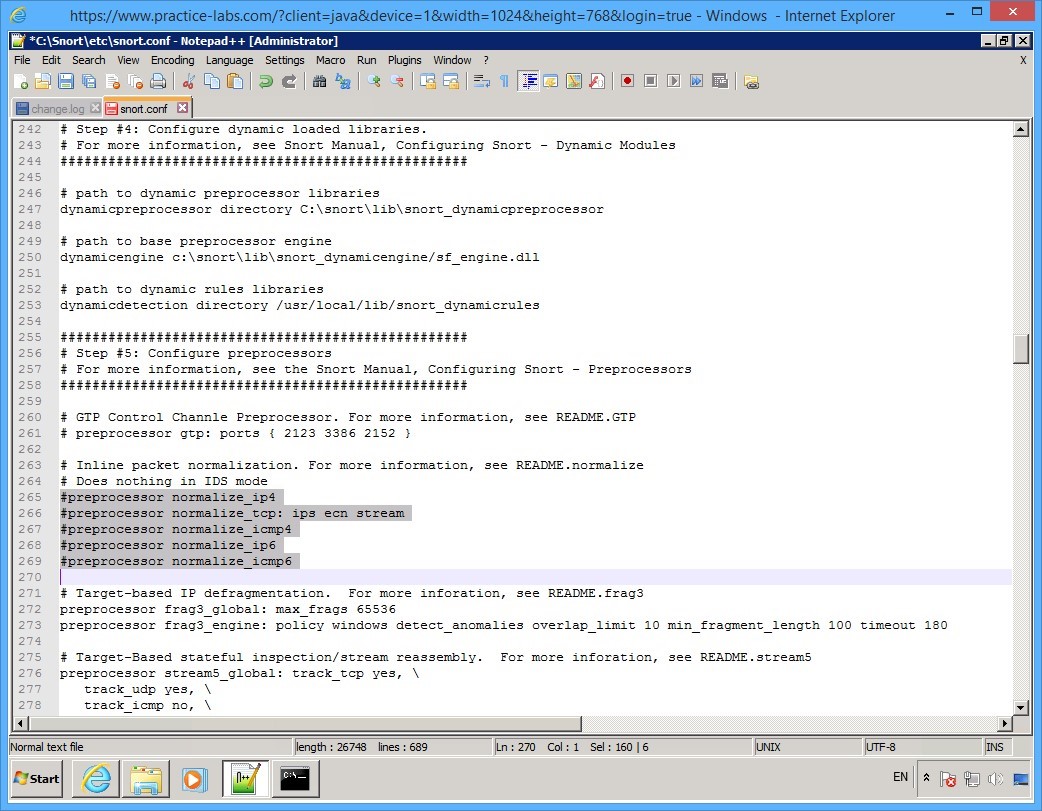 https://www.practice-labs.com/?client=java&device=1&width=1024&height=768&login=true - Windows - Internet Explorer
*C:\Snort\etc\snort.conf - Notepad++ [Administrator]
File Edit Search View Encoding Language Settings Macro Run Plugins Window ? X
change.log snort.conf
242 # Step #4: Configure dynamic loaded libraries.
243 # For more information, see Snort Manual, Configuring Snort - Dynamic Modules
244 ###################################################
245
246 # path to dynamic preprocessor libraries
247 dynamicpreprocessor directory C:\snort\lib\snort_dynamicpreprocessor
248
249 # path to base preprocessor engine
250 dynamicengine c:\snort\lib\snort_dynamicengine/sf_engine.dll
251
252 # path to dynamic rules libraries
253 dynamicdetection directory /usr/local/lib/snort_dynamicrules
254
255 ###################################################
256 # Step #5: Configure preprocessors
257 # For more information, see the Snort Manual, Configuring Snort - Preprocessors
258 ###################################################
259
260 # GTP Control Channle Preprocessor. For more information, see README.GTP
261 # preprocessor gtp: ports { 2123 3386 2152 }
262
263 # Inline packet normalization. For more information, see README.normalize
264 # Does nothing in IDS mode
265 #preprocessor normalize_ip4
266 #preprocessor normalize_tcp: ips ecn stream
267 #preprocessor normalize_icmp4
268 #preprocessor normalize_ip6
269 #preprocessor normalize_icmp6
270
271 # Target-based IP defragmentation.  For more inforation, see README.frag3
272 preprocessor frag3_global: max_frags 65536
273 preprocessor frag3_engine: policy windows detect_anomalies overlap_limit 10 min_fragment_length 100 timeout 180
274
275 # Target-Based stateful inspection/stream reassembly.  For more inforation, see README.stream5
276 preprocessor stream5_global: track_tcp yes, \
277    track_udp yes, \
278    track_icmp no, \
Normal text file length : 26748 lines : 689 Ln : 270 Col : 1 Sel : 160 | 6 UNIX UTF-8 INS
Start EN